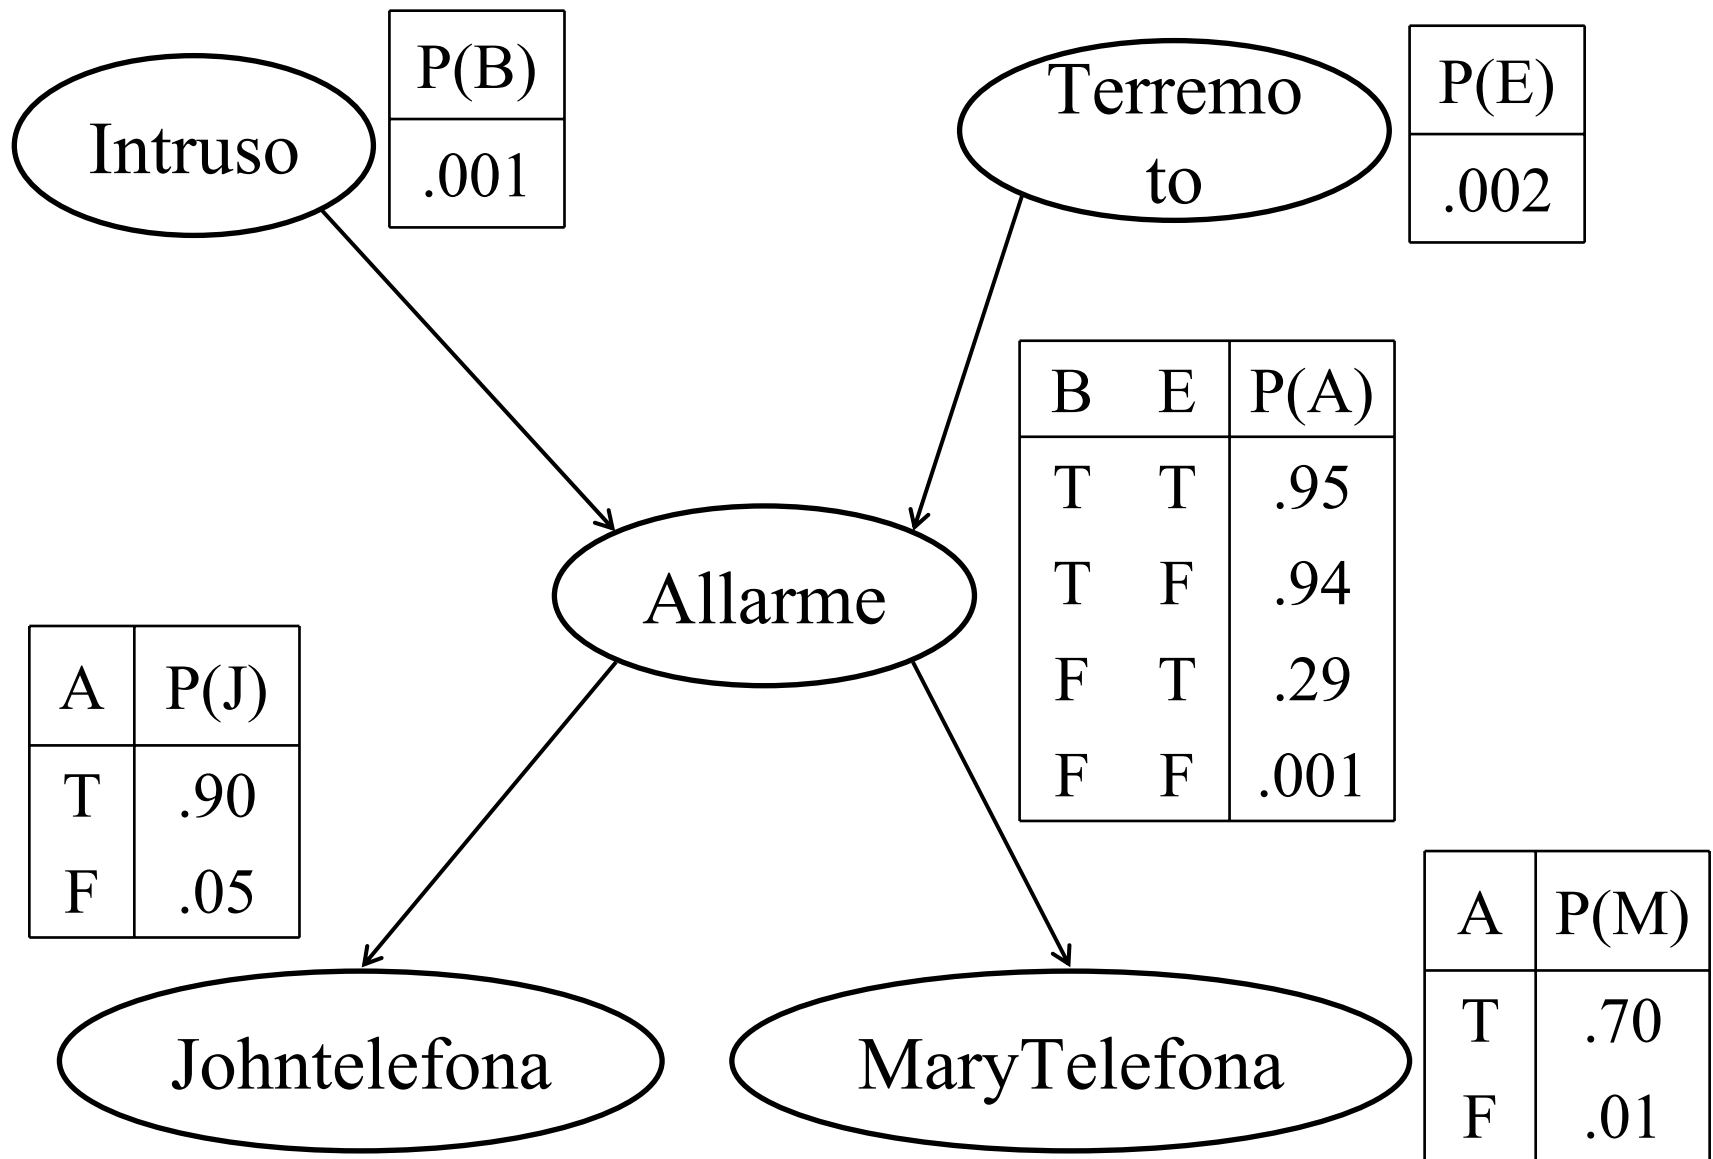 Intruso
P(B)
.001
Terremo
to
P(E)
.002
B E P(A)
T T .95
T F .94
F T .29
F F .001
Allarme
A P(J)
T .90
F .05
Johntelefona
MaryTelefona
A P(M)
T .70
F .01